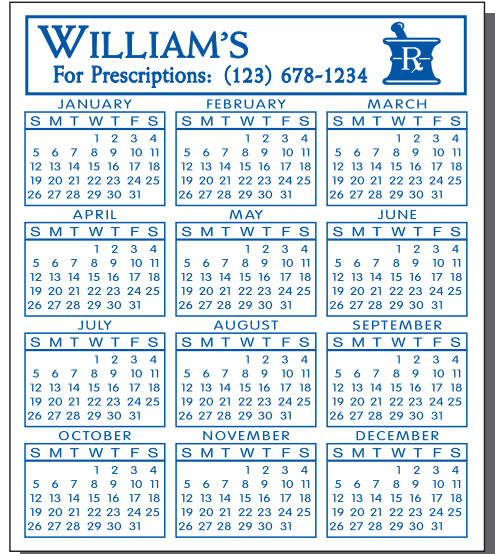 WILLIAM'S
For Prescriptions: (123) 678-1234
Rx
JANUARY
S M T W T F S
1 2 3 4
5 6 7 8 9 10 11
12 13 14 15 16 17 18
19 20 21 22 23 24 25
26 27 28 29 30 31
FEBRUARY
S M T W T F S
1 2 3 4
5 6 7 8 9 10 11
12 13 14 15 16 17 18
19 20 21 22 23 24 25
26 27 28 29 30 31
MARCH
S M T W T F S
1 2 3 4
5 6 7 8 9 10 11
12 13 14 15 16 17 18
19 20 21 22 23 24 25
26 27 28 29 30 31
APRIL
S M T W T F S
1 2 3 4
5 6 7 8 9 10 11
12 13 14 15 16 17 18
19 20 21 22 23 24 25
26 27 28 29 30 31
MAY
S M T W T F S
1 2 3 4
5 6 7 8 9 10 11
12 13 14 15 16 17 18
19 20 21 22 23 24 25
26 27 28 29 30 31
JUNE
S M T W T F S
1 2 3 4
5 6 7 8 9 10 11
12 13 14 15 16 17 18
19 20 21 22 23 24 25
26 27 28 29 30 31
JULY
S M T W T F S
1 2 3 4
5 6 7 8 9 10 11
12 13 14 15 16 17 18
19 20 21 22 23 24 25
26 27 28 29 30 31
AUGUST
S M T W T F S
1 2 3 4
5 6 7 8 9 10 11
12 13 14 15 16 17 18
19 20 21 22 23 24 25
26 27 28 29 30 31
SEPTEMBER
S M T W T F S
1 2 3 4
5 6 7 8 9 10 11
12 13 14 15 16 17 18
19 20 21 22 23 24 25
26 27 28 29 30 31
OCTOBER
S M T W T F S
1 2 3 4
5 6 7 8 9 10 11
12 13 14 15 16 17 18
19 20 21 22 23 24 25
26 27 28 29 30 31
NOVEMBER
S M T W T F S
1 2 3 4
5 6 7 8 9 10 11
12 13 14 15 16 17 18
19 20 21 22 23 24 25
26 27 28 29 30 31
DECEMBER
S M T W T F S
1 2 3 4
5 6 7 8 9 10 11
12 13 14 15 16 17 18
19 20 21 22 23 24 25
26 27 28 29 30 31